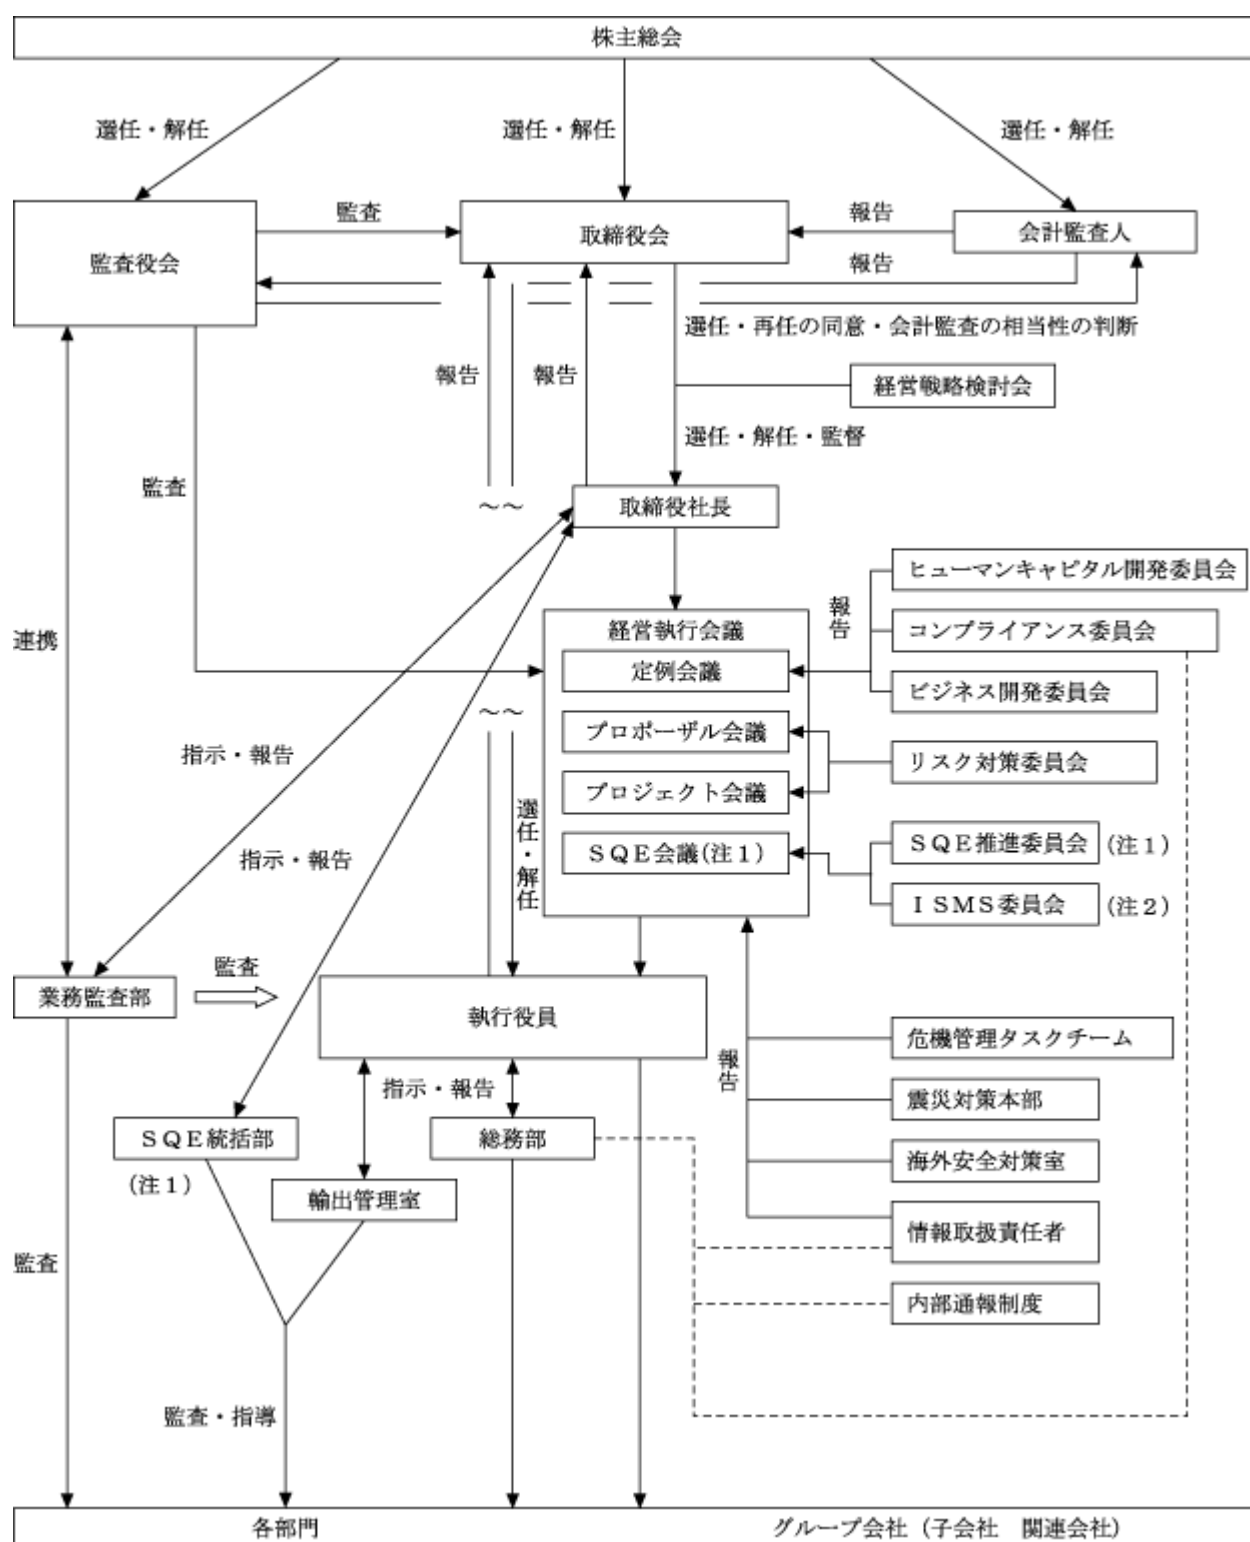 株主総会
選任・解任
選任・解任
選任・解任
監査役会
監査
取締役会
報告
会計監査人
報告
選任・再任の同意・会計監査の相当性の判断
報告
報告
経営戦略検討会
選任・解任・監督
監査
～～
取締役社長
ヒューマンキャピタル開発委員会
報告
連携
経営執行会議
コンプライアンス委員会
定例会議
ビジネス開発委員会
～～
プロポーザル会議
指示・報告
リスク対策委員会
プロジェクト会議
選任・解任
指示・報告
ＳＱＥ会議(注１)
ＳＱＥ推進委員会 (注１)
ＩＳＭＳ委員会 (注２)
業務監査部
監査
執行役員
危機管理タスクチーム
報告
指示・報告
震災対策本部
ＳＱＥ統括部
(注１)
総務部
海外安全対策室
輸出管理室
情報取扱責任者
監査
内部通報制度
監査・指導
各部門
グループ会社（子会社　関連会社）